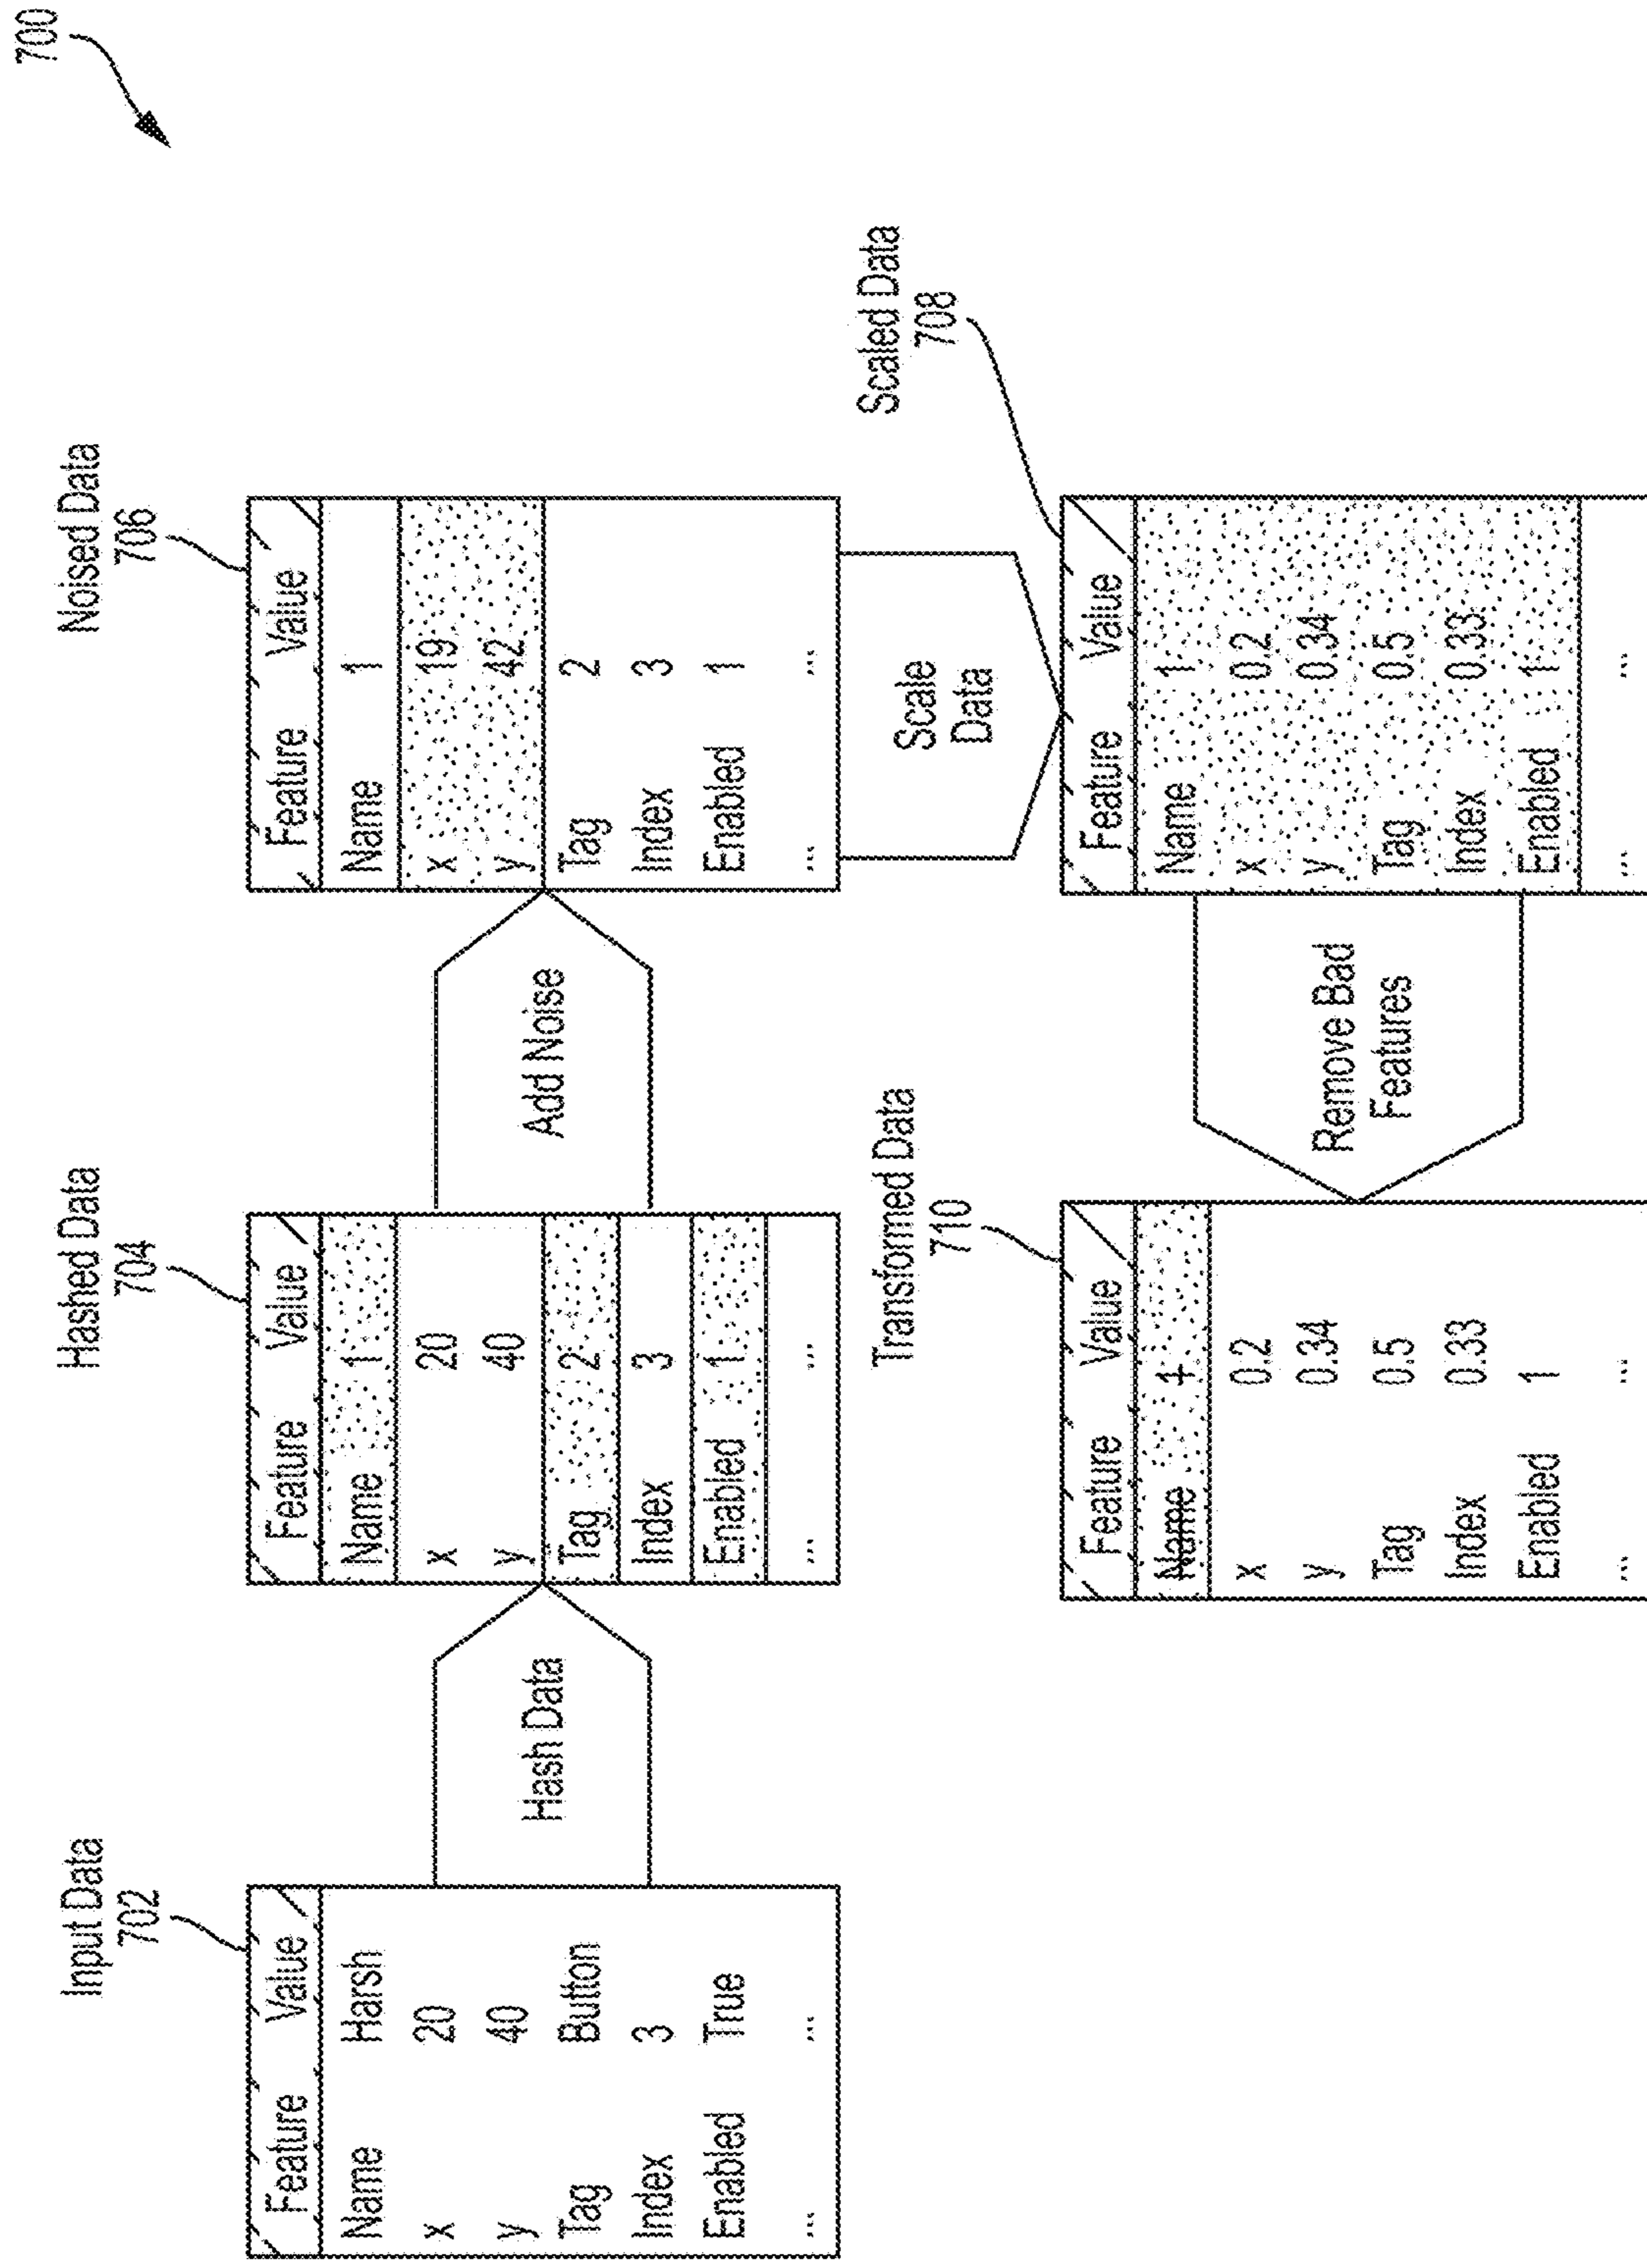 700
Input Data
702
Feature Value
Name Harsh
x 20
y 40
Tag Button
Index 3
Enabled True
... ...
Hash Data
Hashed Data
704
Feature Value
Name 1
x 20
y 40
Tag 2
Index 3
Enabled 1
... ...
Add Noise
Noised Data
706
Feature Value
Name 1
x 19
y 42
Tag 2
Index 3
Enabled 1
... ...
Scale
Data
Scaled Data
708
Feature Value
Name 1
x 0.2
y 0.34
Tag 0.5
Index 0.33
Enabled 1
... ...
Remove Bad
Features
Transformed Data
710
Feature Value
Name 1
x 0.2
y 0.34
Tag 0.5
Index 0.33
Enabled 1
... ...